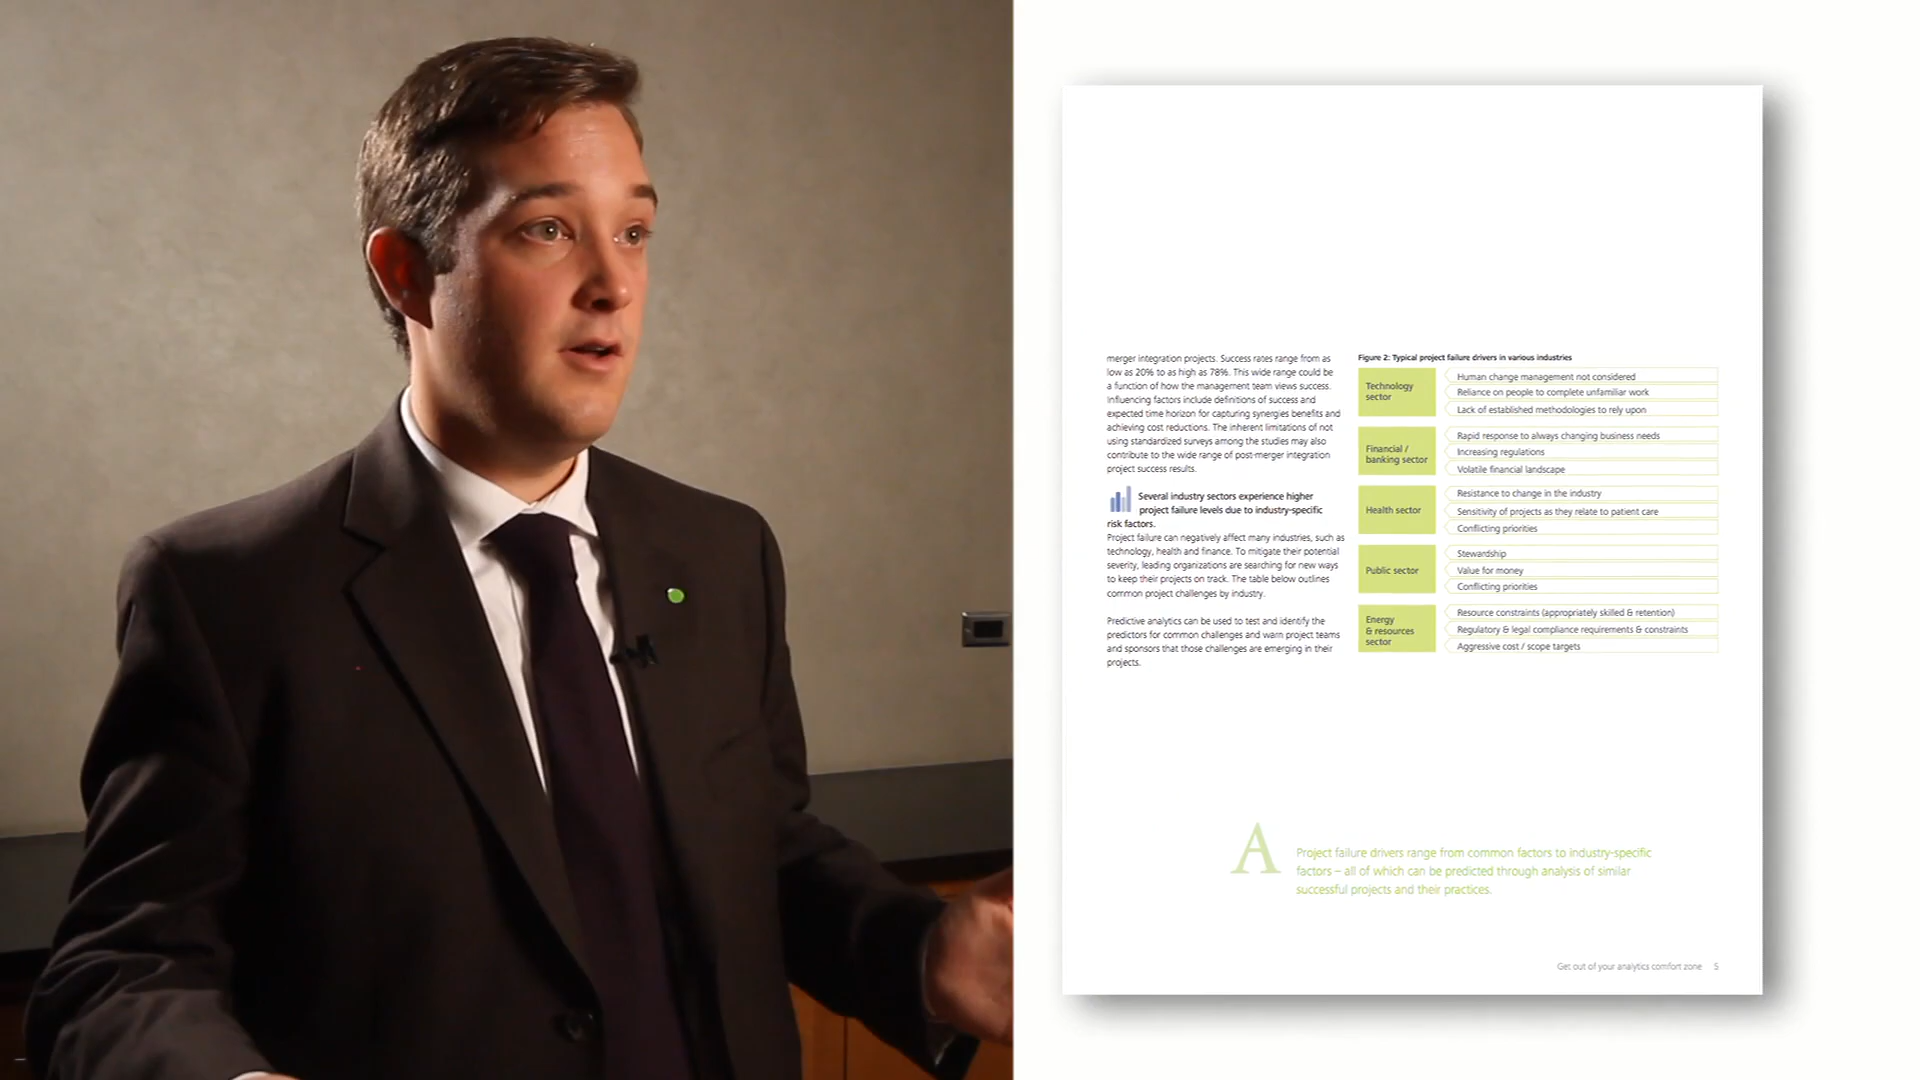 merger integration projects. Success rates range from as
low as 20% to as high as 78%. This wide range could be
a function of how the management team views success.
Influencing factors include definitions of success and
expected time horizon for capturing synergies benefits and
achieving cost reductions. The inherent limitations of not
using standardized surveys among the studies may also
contribute to the wide range of post-merger integration
project success results.
Several industry sectors experience higher
project failure levels due to industry-specific
risk factors.
Project failure can negatively affect many industries, such as
technology, health and finance. To mitigate their potential
severity, leading organizations are searching for new ways
to keep their projects on track. The table below outlines
common project challenges by industry.
Predictive analytics can be used to test and identify the
predictors for common challenges and warn project teams
and sponsors that those challenges are emerging in their
projects.
Figure 2: Typical project failure drivers in various industries
Technology
sector
Human change management not considered
Reliance on people to complete unfamiliar work
Lack of established methodologies to rely upon
Financial /
banking sector
Rapid response to always changing business needs
Increasing regulations
Volatile financial landscape
Health sector
Resistance to change in the industry
Sensitivity of projects as they relate to patient care
Conflicting priorities
Public sector
Stewardship
Value for money
Conflicting priorities
Energy
& resources
sector
Resource constraints (appropriately skilled & retention)
Regulatory & legal compliance requirements & constraints
Aggressive cost / scope targets
A
Project failure drivers range from common factors to industry-specific
factors – all of which can be predicted through analysis of similar
successful projects and their practices.
Get out of your analytics comfort zone 5